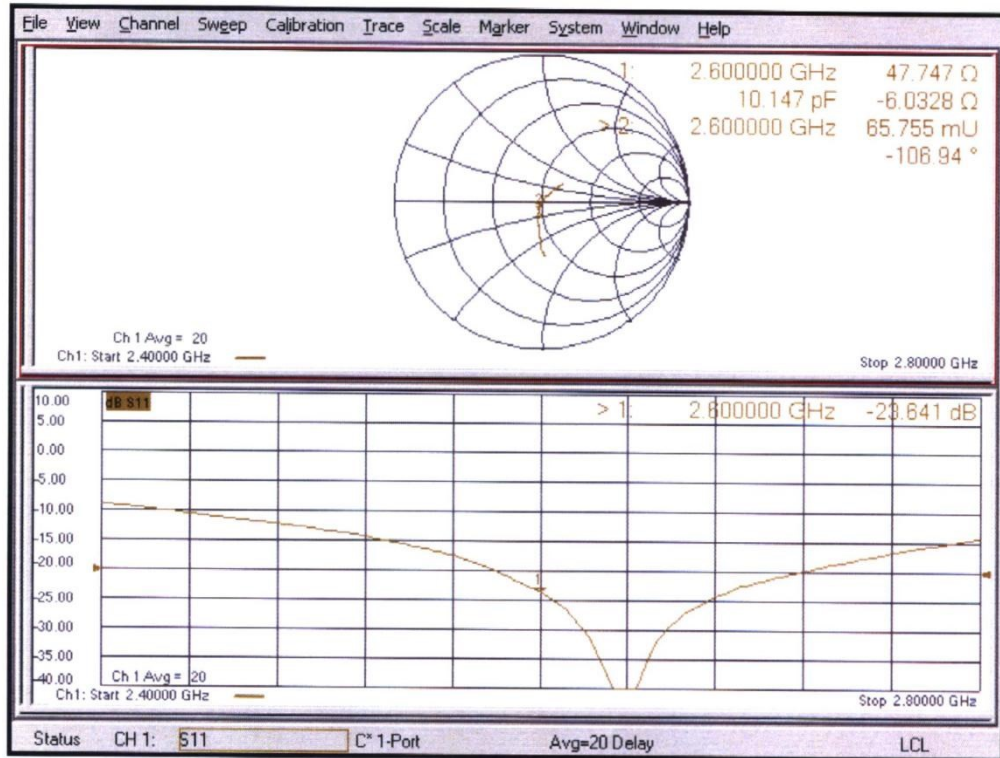 File View Channel Sweep Calibration Trace Scale Marker System Window Help
1: 2.600000 GHz 47.747 Ω
10.147 pF -6.0328 Ω
> 2: 2.600000 GHz 65.755 mU
-106.94 °
Ch 1 Avg = 20
Ch1: Start 2.40000 GHz
Stop 2.80000 GHz
dB S11
> 1: 2.600000 GHz -23.641 dB
10.00
5.00
0.00
-5.00
-10.00
-15.00
-20.00
-25.00
-30.00
-35.00
-40.00
1
Ch 1 Avg = 20
Ch1: Start 2.40000 GHz
Stop 2.80000 GHz
Status CH 1: S11 C* 1-Port Avg=20 Delay LCL